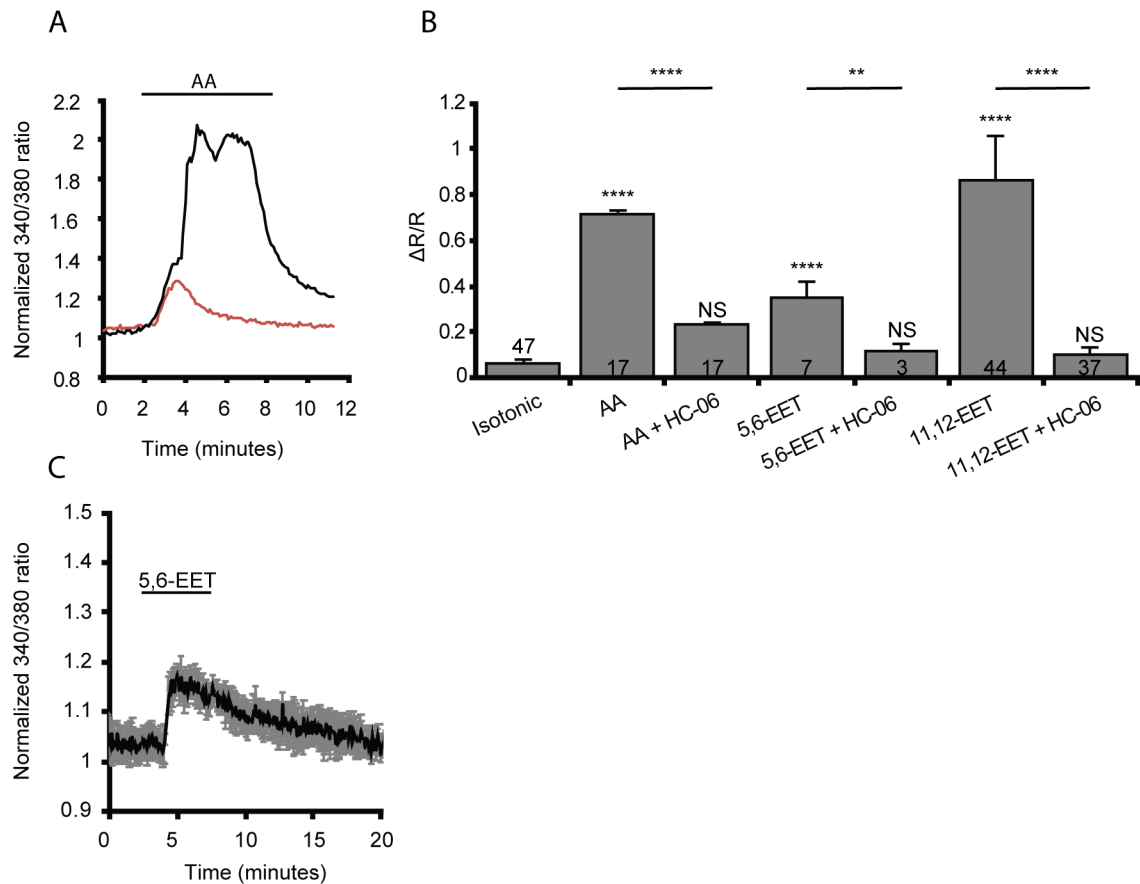 A
AA
Normalized 340/380 ratio
2.2
2
1.8
1.6
1.4
1.2
1
0.8
0 2 4 6 8 10 12
Time (minutes)
B
**** ** ****
ΔR/R
1.2
1
0.8
0.6
0.4
0.2
0
47
****
17
NS
17
****
7
NS
3
****
44
NS
37
Isotonic
AA
AA + HC-06
5,6-EET
5,6-EET + HC-06
11,12-EET
11,12-EET + HC-06
C
5,6-EET
Normalized 340/380 ratio
1.5
1.4
1.3
1.2
1.1
1
0.9
0 5 10 15 20
Time (minutes)